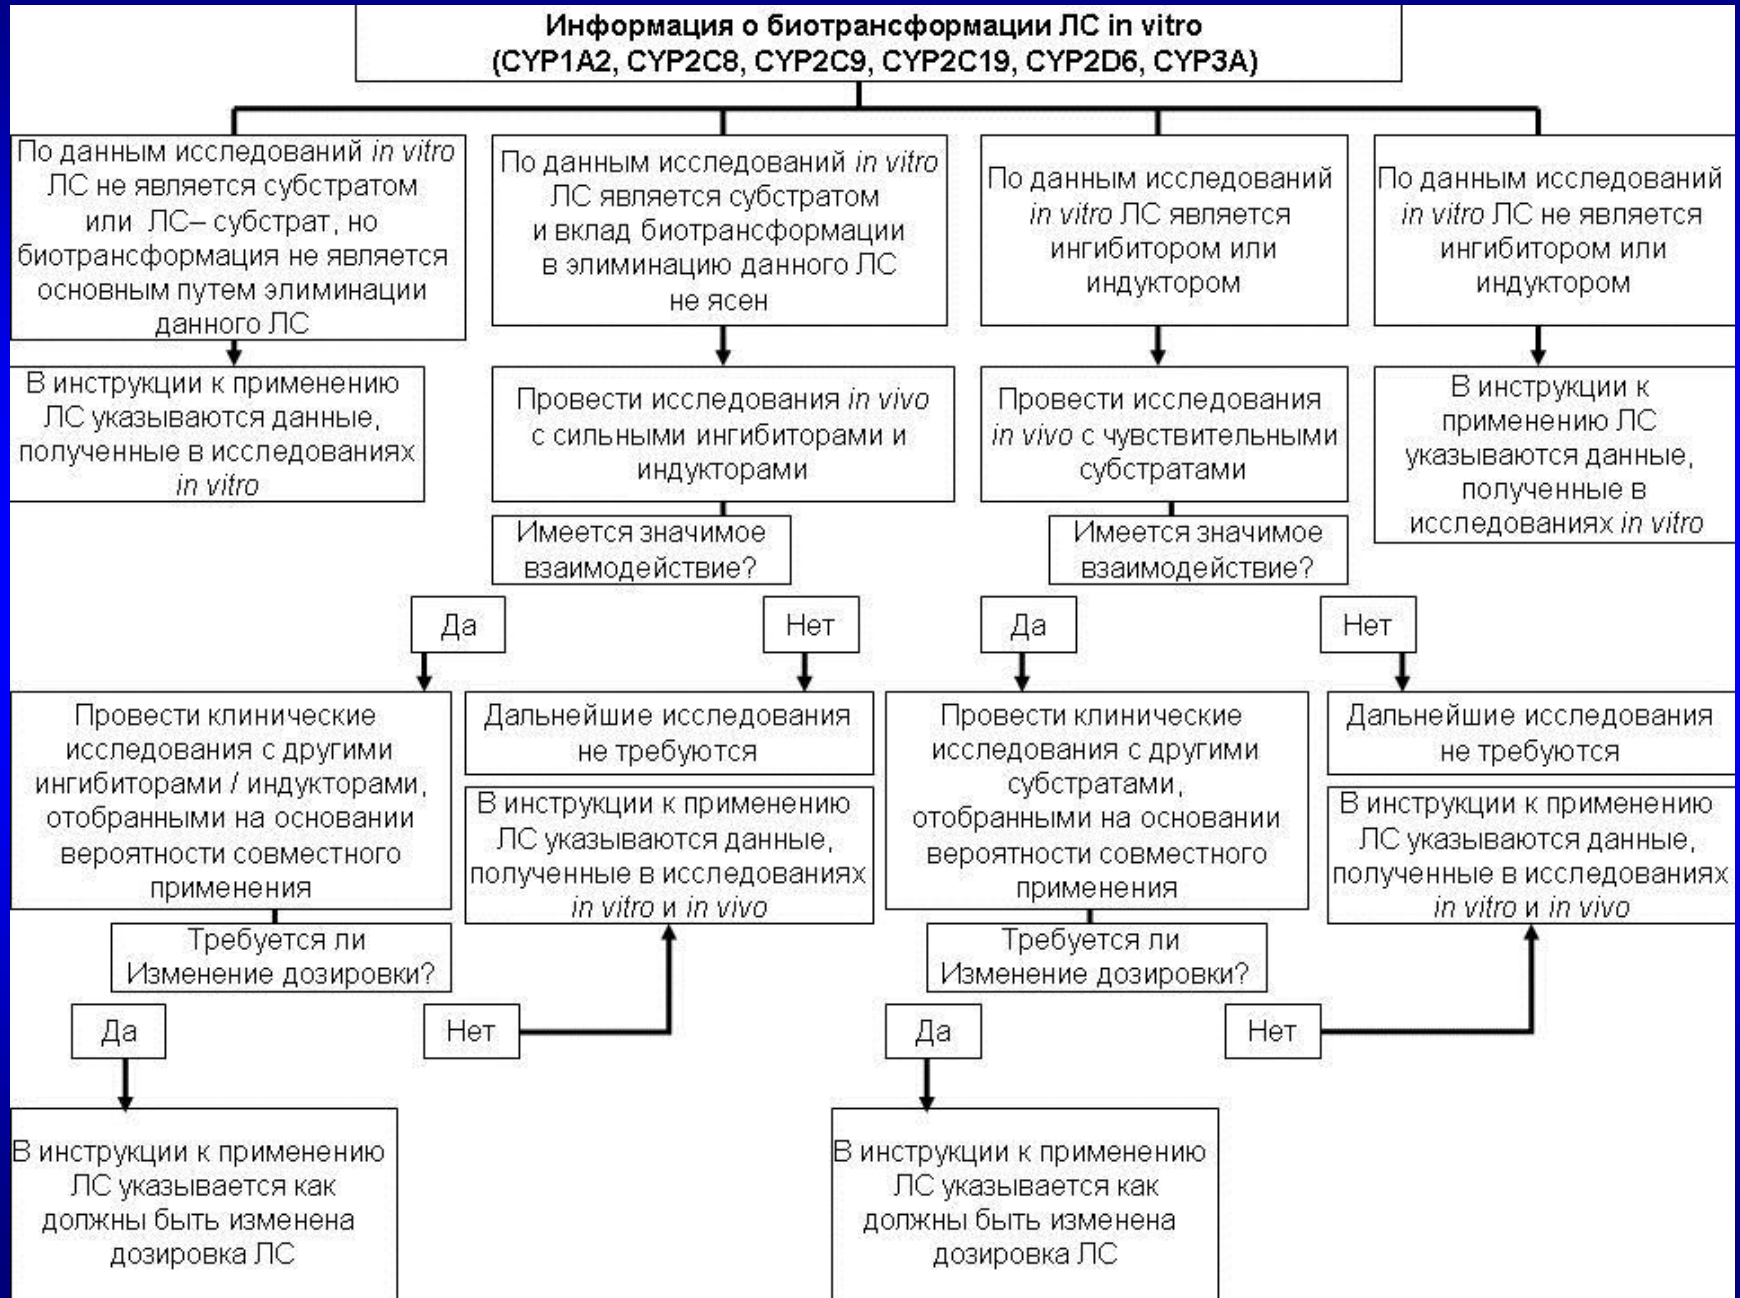 Информация о биотрансформации ЛС in vitro
(CYP1A2, CYP2C8, CYP2C9, CYP2C19, CYP2D6, CYP3A)
По данным исследований in vitro
ЛС не является субстратом
или ЛС– субстрат, но
биотрансформация не является
основным путем элиминации
данного ЛС
По данным исследований in vitro
ЛС является субстратом
и вклад биотрансформации
в элиминацию данного ЛС
не ясен
По данным исследований
in vitro ЛС является
ингибитором или
индуктором
По данным исследований
in vitro ЛС не является
ингибитором или
индуктором
В инструкции к применению
ЛС указываются данные,
полученные в исследованиях
in vitro
Провести исследования in vivo
с сильными ингибиторами и
индукторами
Провести исследования
in vivo с чувствительными
субстратами
В инструкции к
применению ЛС
указываются данные,
полученные в
исследованиях in vitro
Имеется значимое
взаимодействие?
Имеется значимое
взаимодействие?
Да
Нет
Да
Нет
Провести клинические
исследования с другими
ингибиторами / индукторами,
отобранными на основании
вероятности совместного
применения
Дальнейшие исследования
не требуются
В инструкции к применению
ЛС указываются данные,
полученные в исследованиях
in vitro и in vivo
Провести клинические
исследования с другими
субстратами,
отобранными на основании
вероятности совместного
применения
Дальнейшие исследования
не требуются
В инструкции к применению
ЛС указываются данные,
полученные в исследованиях
in vitro и in vivo
Требуется ли
Изменение дозировки?
Требуется ли
Изменение дозировки?
Да
Нет
Да
Нет
В инструкции к применению
ЛС указывается как
должны быть изменена
дозировка ЛС
В инструкции к применению
ЛС указывается как
должны быть изменена
дозировка ЛС